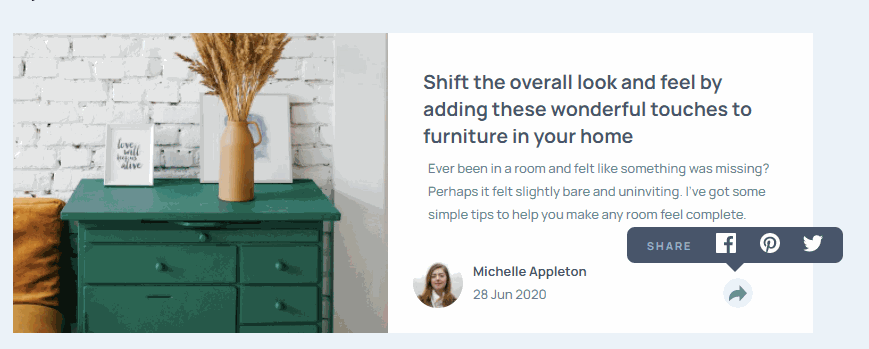 love
will
keep us
alive
Shift the overall look and feel by
adding these wonderful touches to
furniture in your home
Ever been in a room and felt like something was missing?
Perhaps it felt slightly bare and uninviting. I've got some
simple tips to help you make any room feel complete.
SHARE
Michelle Appleton
28 Jun 2020